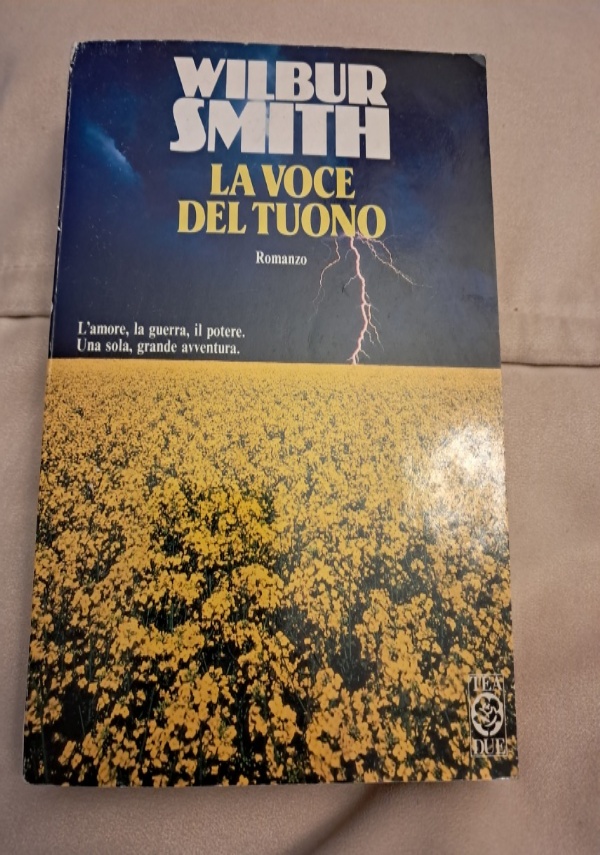 WILBUR
SMITH
LA VOCE
DEL TUONO
Romanzo
L'amore, la guerra, il potere.
Una sola, grande avventura.
TEA
DUE